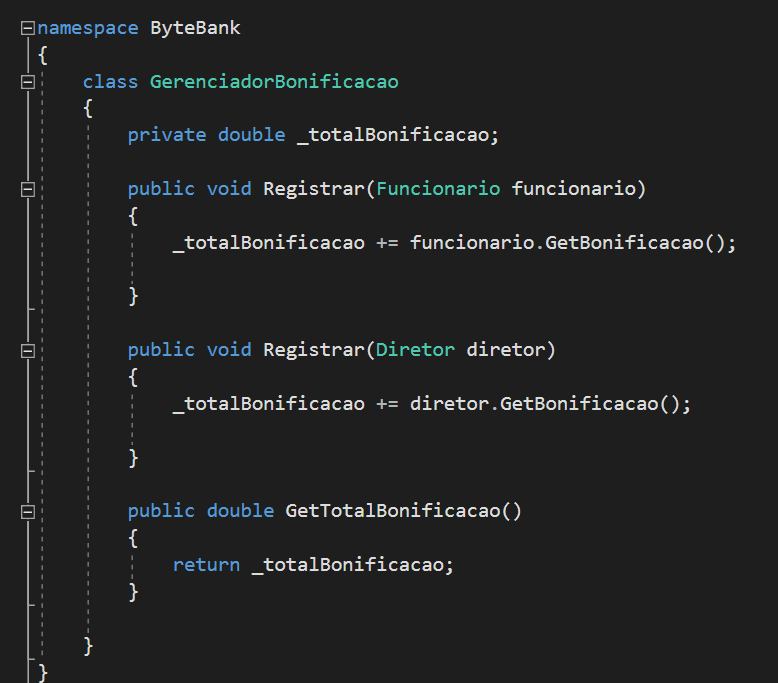 namespace ByteBank
{
class GerenciadorBonificacao
{
private double _totalBonificacao;
public void Registrar(Funcionario funcionario)
{
_totalBonificacao += funcionario.GetBonificacao();
}
public void Registrar(Diretor diretor)
{
_totalBonificacao += diretor.GetBonificacao();
}
public double GetTotalBonificacao()
{
return _totalBonificacao;
}
}
}